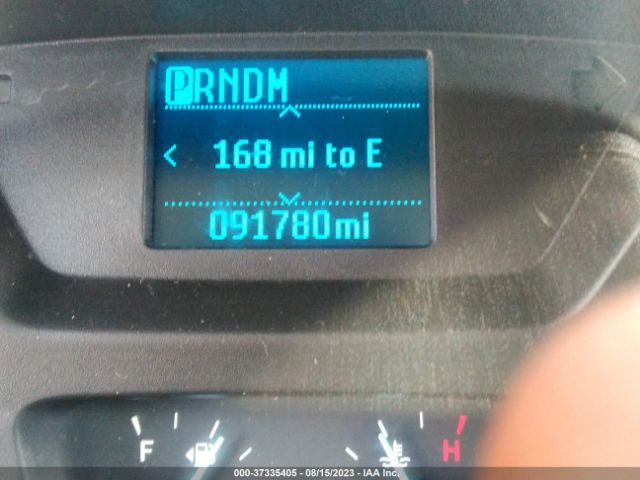 PRNDM
< 168 mi to E
091780mi
F H
000-37335405 - 08/15/2023 - IAA Inc.